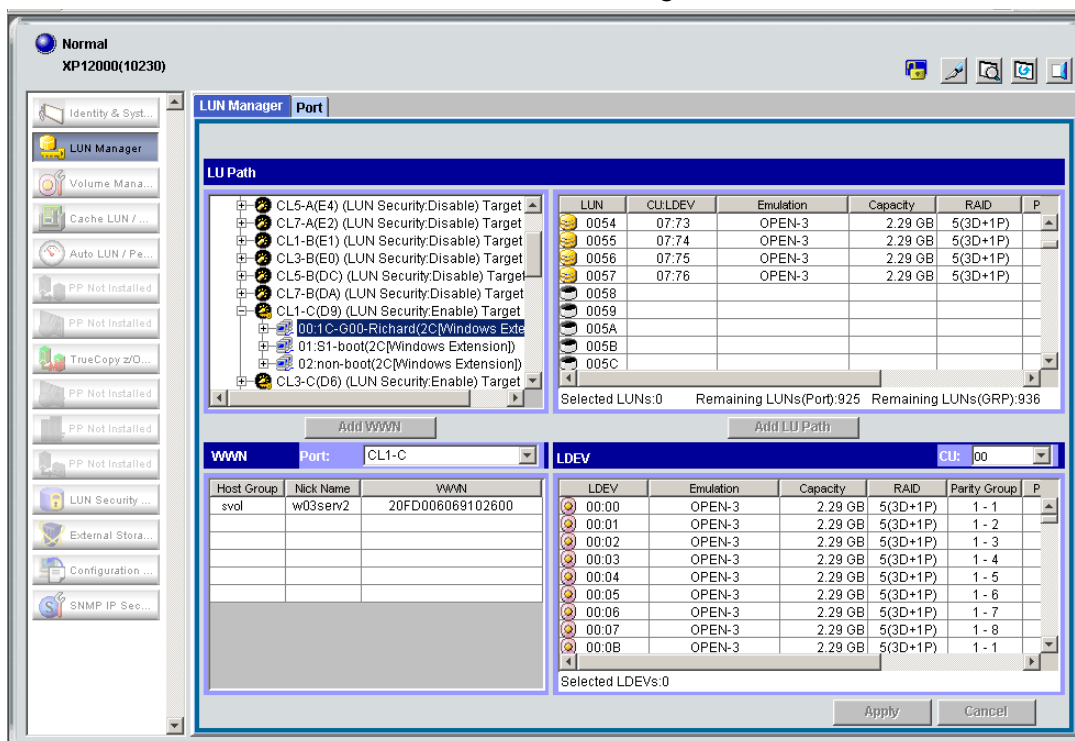 Normal
XP12000(10230)
Identity & Syst...
LUN Manager
Volume Mana...
Cache LUN / ...
Auto LUN / Pe...
PP Not Installed
PP Not Installed
TrueCopy z/O...
PP Not Installed
PP Not Installed
PP Not Installed
LUN Security ...
External Stora...
Configuration ...
SNMP IP Sec...
LUN Manager Port
LU Path
CL5-A(E4) (LUN Security:Disable) Target
CL7-A(E2) (LUN Security:Disable) Target
CL1-B(E1) (LUN Security:Disable) Target
CL3-B(E0) (LUN Security:Disable) Target
CL5-B(DC) (LUN Security:Disable) Target
CL7-B(DA) (LUN Security:Disable) Target
CL1-C(D9) (LUN Security:Enable) Target
00:1C-G00-Richard(2C[Windows Exte
01:S1-boot(2C[Windows Extension])
02:non-boot(2C[Windows Extension])
CL3-C(D6) (LUN Security:Enable) Target
LUN CU:LDEV Emulation Capacity RAID P
0054 07:73 OPEN-3 2.29 GB 5(3D+1P)
0055 07:74 OPEN-3 2.29 GB 5(3D+1P)
0056 07:75 OPEN-3 2.29 GB 5(3D+1P)
0057 07:76 OPEN-3 2.29 GB 5(3D+1P)
0058
0059
005A
005B
005C
Selected LUNs:0 Remaining LUNs(Port):925 Remaining LUNs(GRP):936
Add WWN
Add LU Path
WWN Port: CL1-C
Host Group Nick Name WWN
svol w03serv2 20FD006069102600
LDEV CU: 00
LDEV Emulation Capacity RAID Parity Group P
00:00 OPEN-3 2.29 GB 5(3D+1P) 1 - 1
00:01 OPEN-3 2.29 GB 5(3D+1P) 1 - 2
00:02 OPEN-3 2.29 GB 5(3D+1P) 1 - 3
00:03 OPEN-3 2.29 GB 5(3D+1P) 1 - 4
00:04 OPEN-3 2.29 GB 5(3D+1P) 1 - 5
00:05 OPEN-3 2.29 GB 5(3D+1P) 1 - 6
00:06 OPEN-3 2.29 GB 5(3D+1P) 1 - 7
00:07 OPEN-3 2.29 GB 5(3D+1P) 1 - 8
00:0B OPEN-3 2.29 GB 5(3D+1P) 1 - 1
Selected LDEVs:0
Apply Cancel